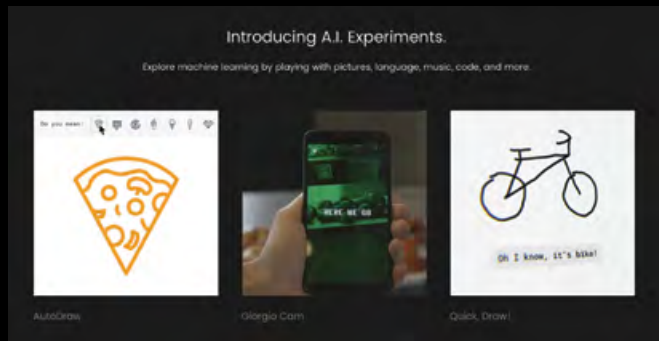 Introducing A.I. Experiments.
Explore machine learning by playing with pictures, language, music, code, and more.
Do you mean:
HERE WE GO
Oh I know, it's bike!
AutoDraw
Giorgio Cam
Quick, Draw!